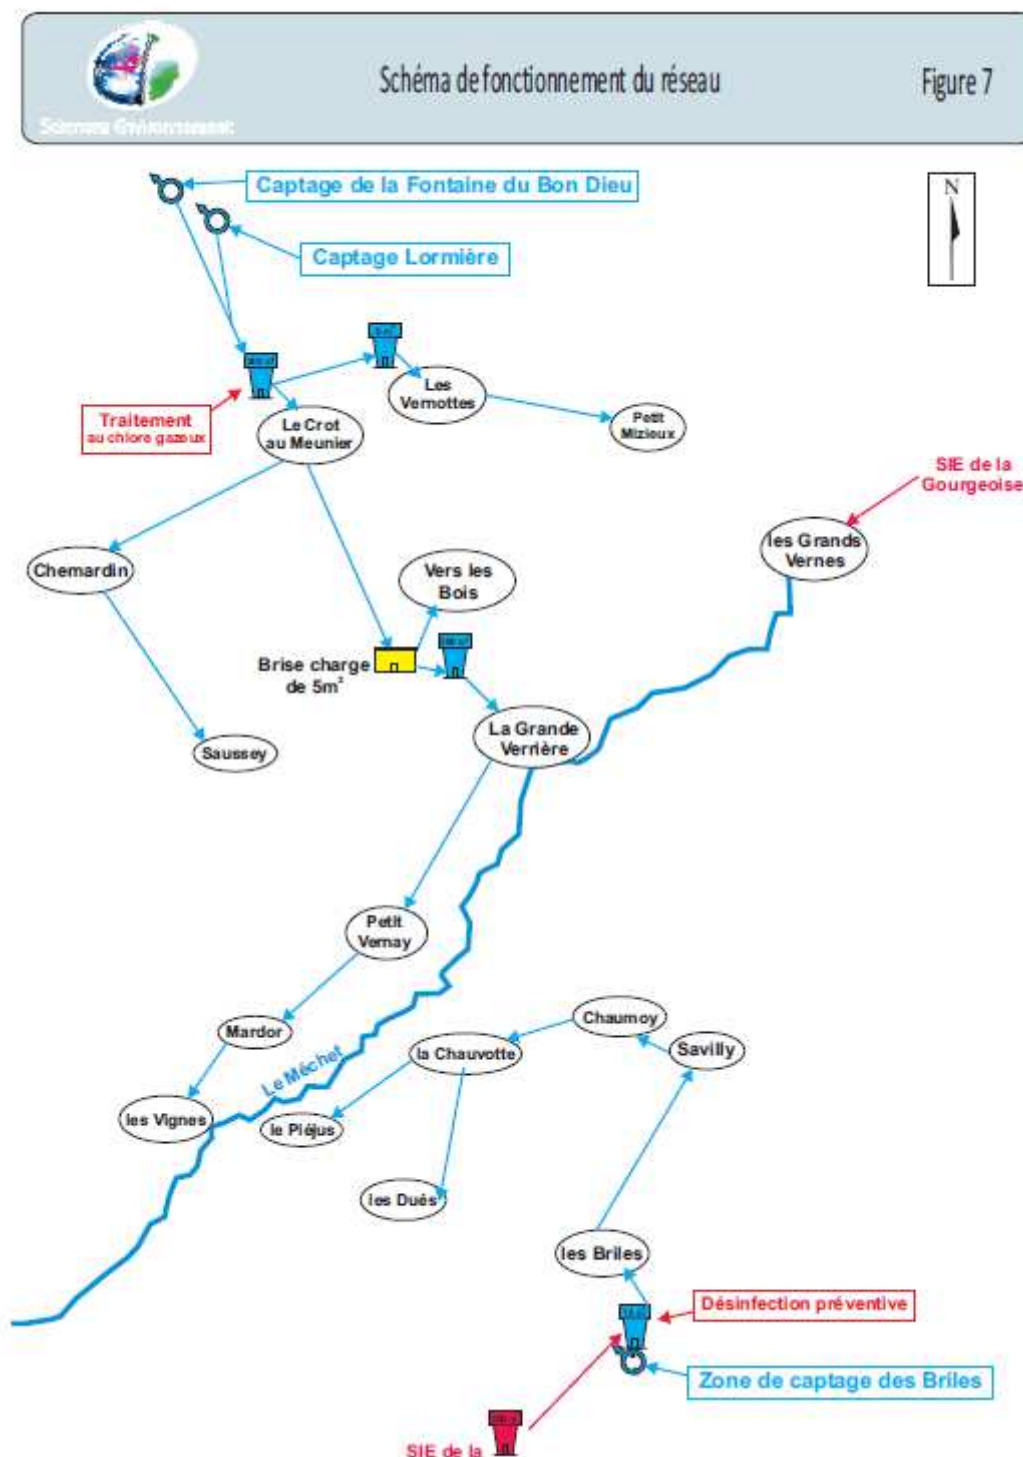 Schéma de fonctionnement du réseau
Figure 7
Sciences Environnement
Captage de la Fontaine du Bon Dieu
N
Captage Lormière
Les
Vernottes
Petit
Mizieux
Traitement
au chlore gazeux
Le Crot
au Meunier
SIE de la
Gourgeoise
les Grands
Vernes
Chemardin
Vers les
Bois
Brise charge
de 5m³
La Grande
Verrière
Saussey
Petit
Vernay
Mardor
Chaumoy
la Chauvotte
Savilly
Le Méchet
les Vignes
le Piéjus
les Dués
les Briles
Désinfection préventive
Zone de captage des Briles
SIE de la